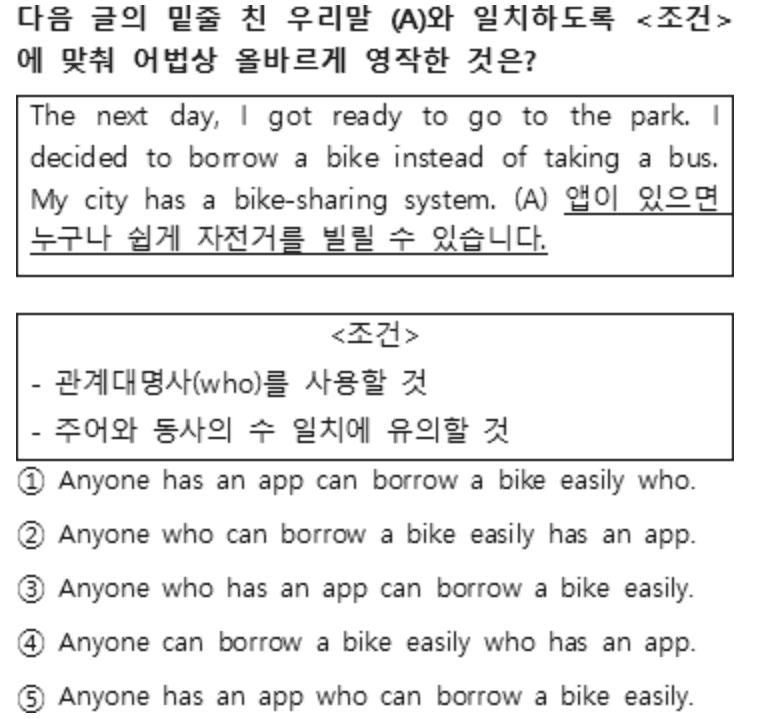 다음 글의 밑줄 친 우리말 (A)와 일치하도록 <조건>
에 맞춰 어법상 올바르게 영작한 것은?
The next day, I got ready to go to the park. I
decided to borrow a bike instead of taking a bus.
My city has a bike-sharing system. (A) 앱이 있으면
누구나 쉽게 자전거를 빌릴 수 있습니다.
<조건>
- 관계대명사(who)를 사용할 것
- 주어와 동사의 수 일치에 유의할 것
① Anyone has an app can borrow a bike easily who.
② Anyone who can borrow a bike easily has an app.
③ Anyone who has an app can borrow a bike easily.
④ Anyone can borrow a bike easily who has an app.
⑤ Anyone has an app who can borrow a bike easily.